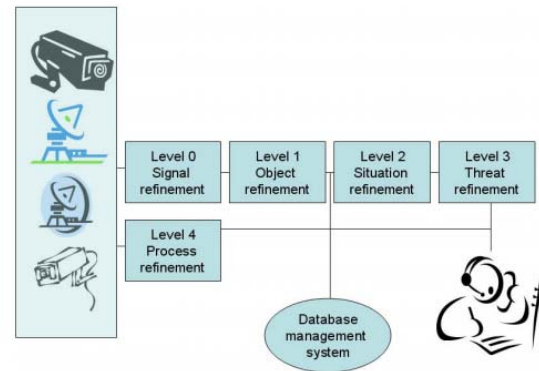 Level 0
Signal
refinement
Level 1
Object
refinement
Level 2
Situation
refinement
Level 3
Threat
refinement
Level 4
Process
refinement
Database
management
system